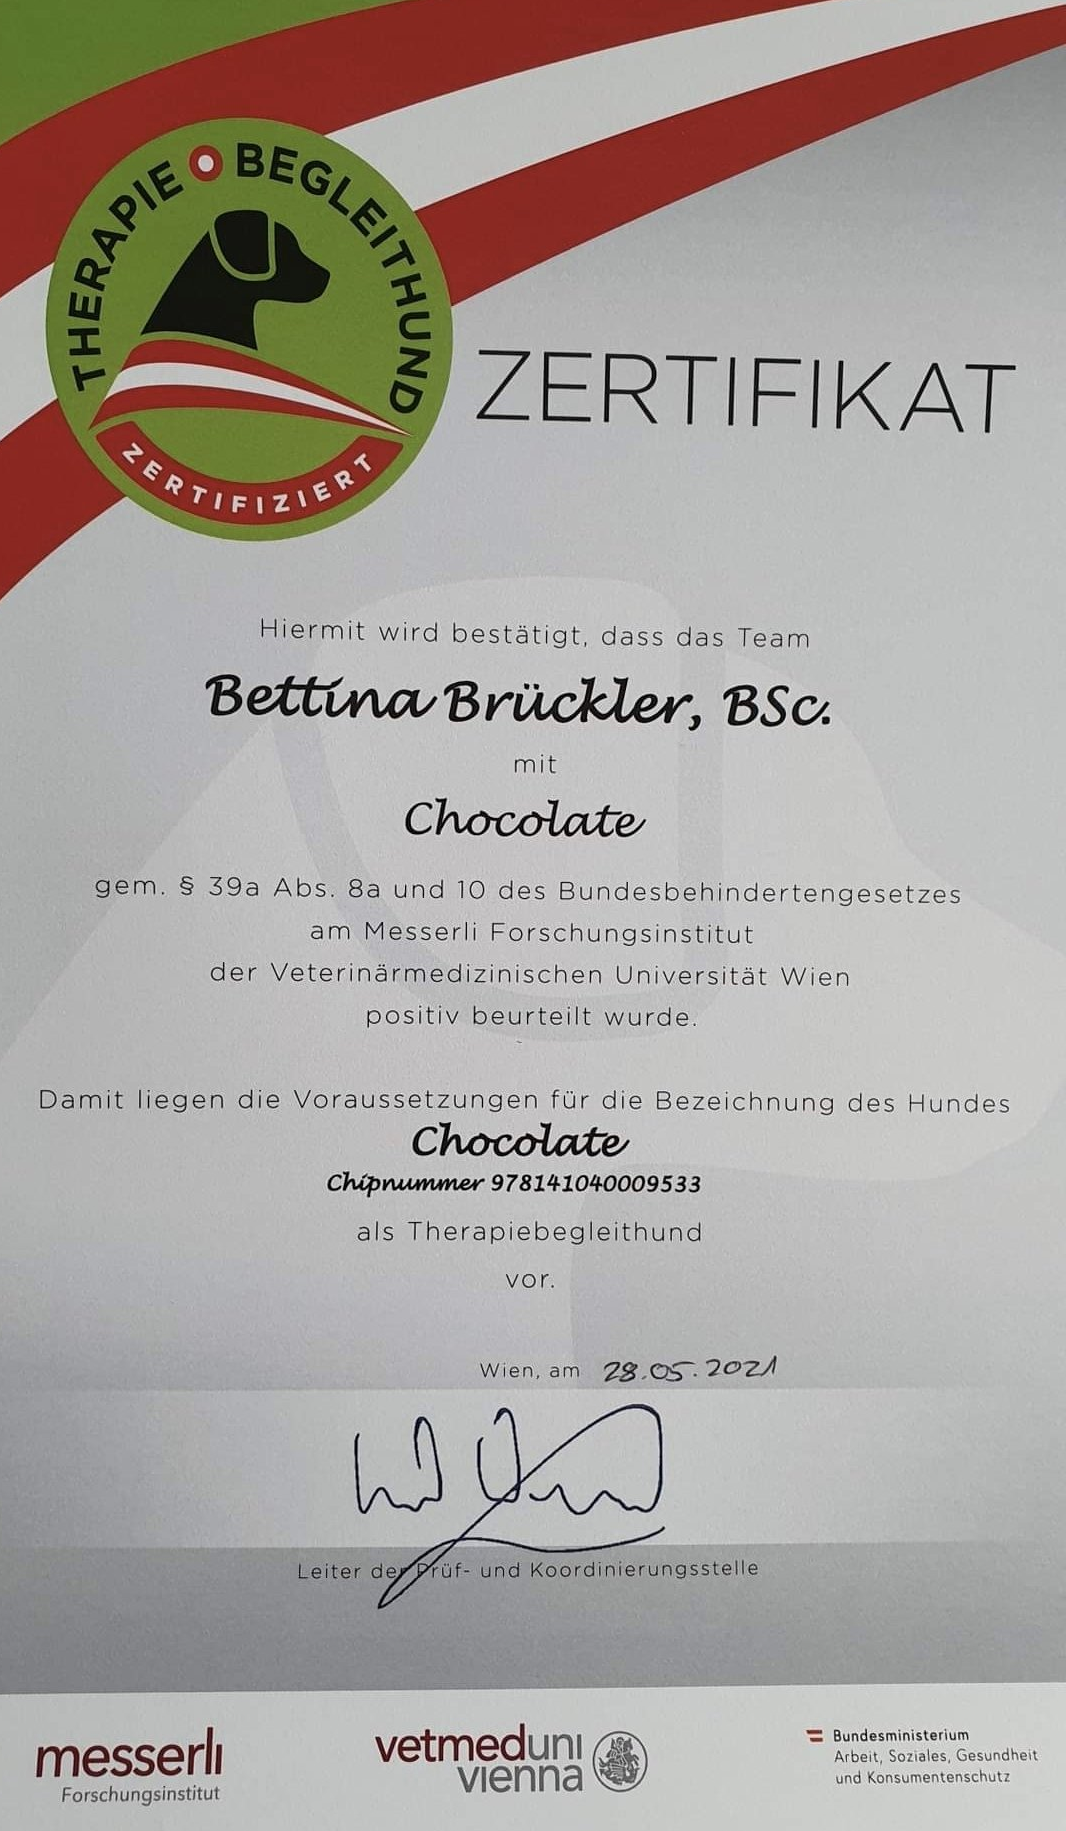 THERAPIE BEGLEITHUND
ZERTIFIZIERT
ZERTIFIKAT
Hiermit wird bestätigt, dass das Team
Bettina Brückler, BSc.
mit
Chocolate
gem. § 39a Abs. 8a und 10 des Bundesbehindertengesetzes
am Messerli Forschungsinstitut
der Veterinärmedizinischen Universität Wien
positiv beurteilt wurde.
Damit liegen die Voraussetzungen für die Bezeichnung des Hundes
Chocolate
Chipnummer 978141040009533
als Therapiebegleithund
vor.
Wien, am 28.05.2021
Leiter der Prüf- und Koordinierungsstelle
messerli
Forschungsinstitut
vetmeduni
vienna
Bundesministerium
Arbeit, Soziales, Gesundheit
und Konsumentenschutz